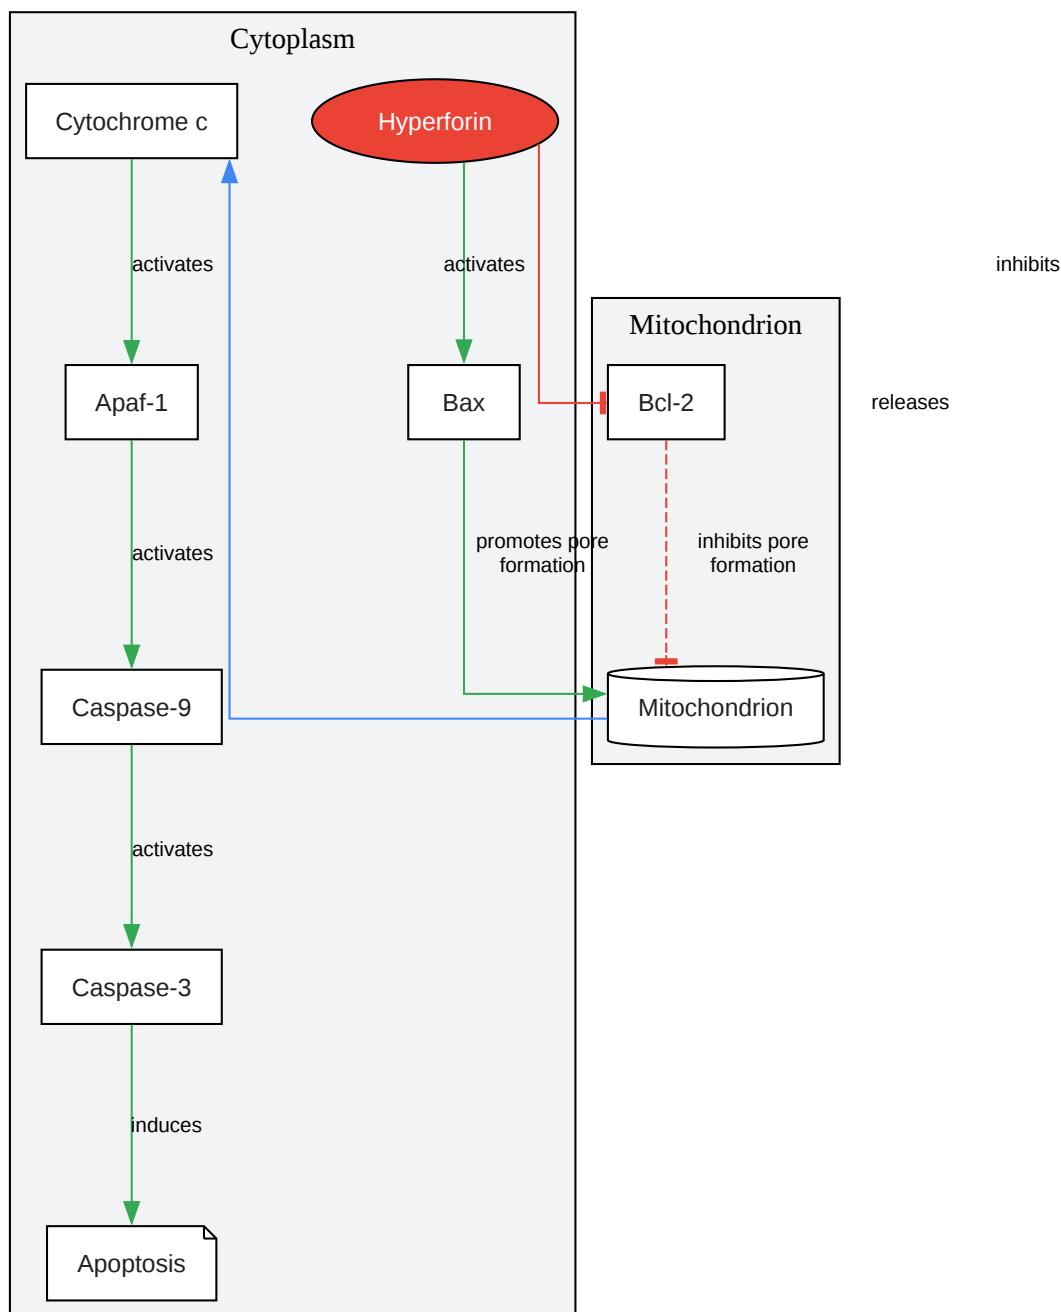 Cytoplasm
Cytochrome c
Hyperforin
activates
activates
inhibits
Mitochondrion
Apaf-1
Bax
Bcl-2
releases
activates
promotes pore
formation
inhibits pore
formation
Caspase-9
Mitochondrion
activates
Caspase-3
induces
Apoptosis